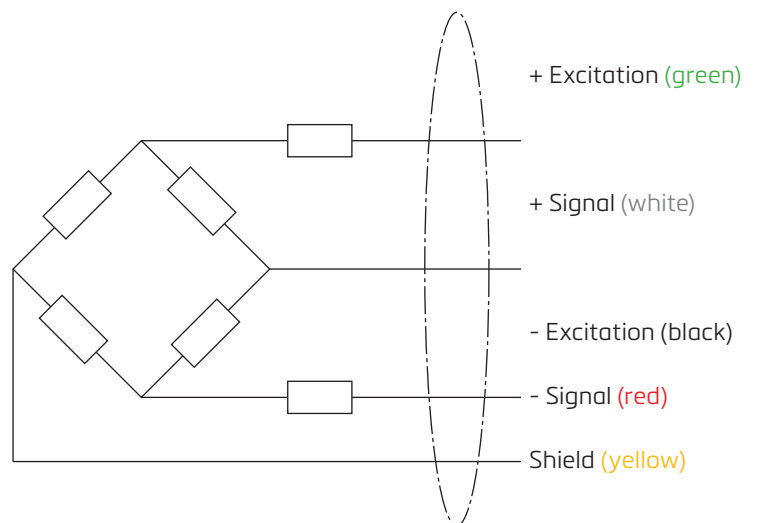 + Excitation (green)
+ Signal (white)
- Excitation (black)
- Signal (red)
Shield (yellow)